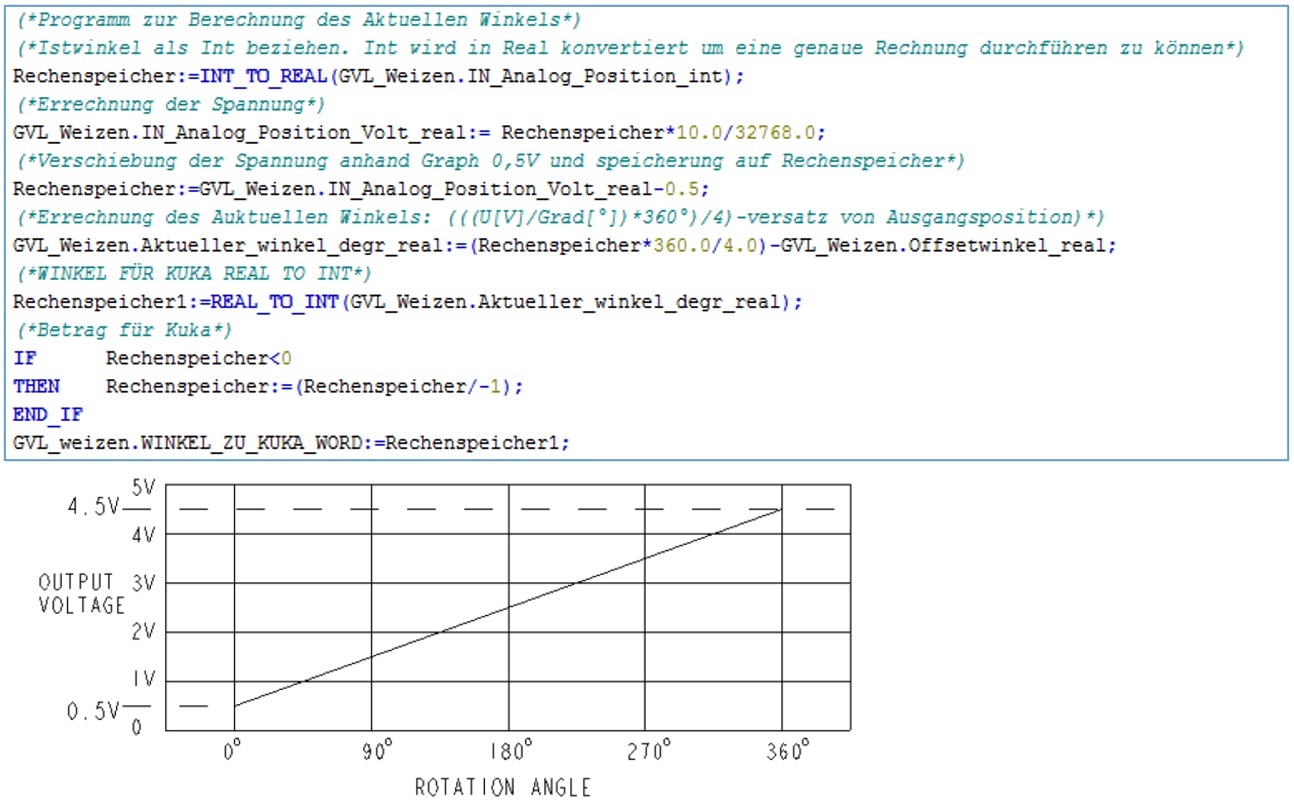 (*Programm zur Berechnung des Aktuellen Winkels*)
(*Istwinkel als Int beziehen. Int wird in Real konvertiert um eine genaue Rechnung durchführen zu können*)
Rechenspeicher:=INT_TO_REAL(GVL_Weizen.IN_Analog_Position_int);
(*Errechnung der Spannung*)
GVL_Weizen.IN_Analog_Position_Volt_real:= Rechenspeicher*10.0/32768.0;
(*Verschiebung der Spannung anhand Graph 0,5V und speicherung auf Rechenspeicher*)
Rechenspeicher:=GVL_Weizen.IN_Analog_Position_Volt_real-0.5;
(*Errechnung des Auktuellen Winkels: (((U[V]/Grad[°])*360°)/4)-versatz von Ausgangsposition)*)
GVL_Weizen.Aktueller_winkel_degr_real:=(Rechenspeicher*360.0/4.0)-GVL_Weizen.Offsetwinkel_real;
(*WINKEL FÜR KUKA REAL TO INT*)
Rechenspeicher1:=REAL_TO_INT(GVL_Weizen.Aktueller_winkel_degr_real);
(*Betrag für Kuka*)
IF Rechenspeicher<0
THEN Rechenspeicher:=(Rechenspeicher/-1);
END_IF
GVL_weizen.WINKEL_ZU_KUKA_WORD:=Rechenspeicher1;
5V
4.5V
4V
OUTPUT VOLTAGE
3V
2V
1V
0.5V
0
0° 90° 180° 270° 360°
ROTATION ANGLE